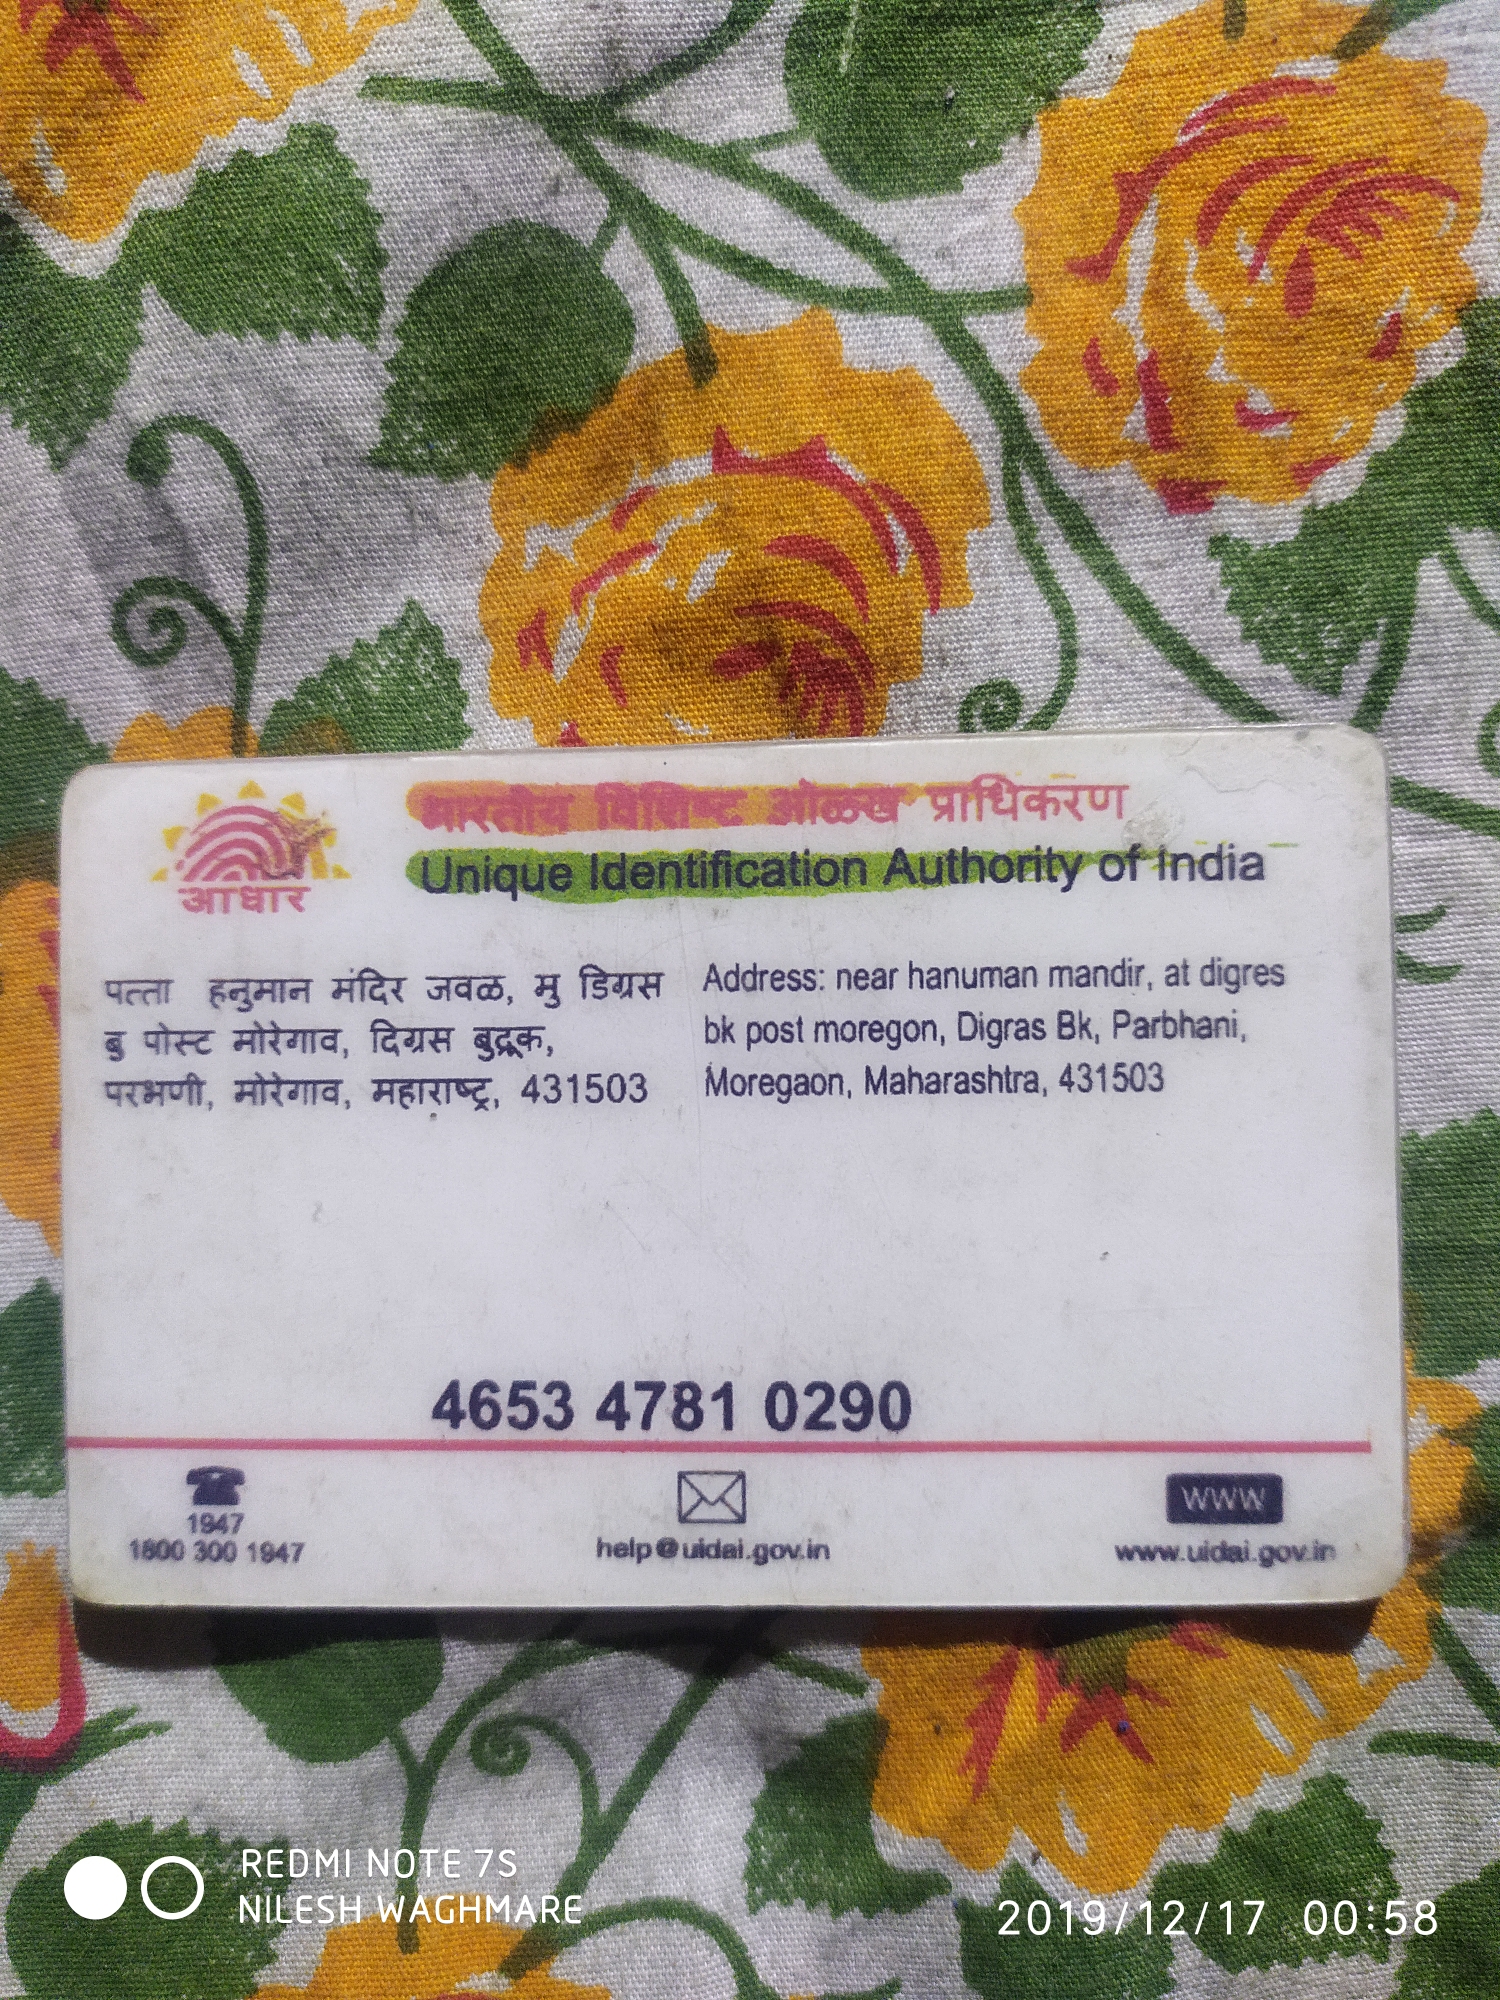 भारतीय विशिष्ट ओळख प्राधिकरण
Unique Identification Authority of India
आधार
पत्ता हनुमान मंदिर जवळ, मु डिग्रस
बु पोस्ट मोरेगाव, दिग्रस बुद्रूक,
परभणी, मोरेगाव, महाराष्ट्र, 431503
Address: near hanuman mandir, at digres
bk post moregon, Digras Bk, Parbhani,
Moregaon, Maharashtra, 431503
4653 4781 0290
1947
1800 300 1947
help@uidai.gov.in
WWW
www.uidai.gov.in
REDMI NOTE 7S
NILESH WAGHMARE
2019/12/17 00:58